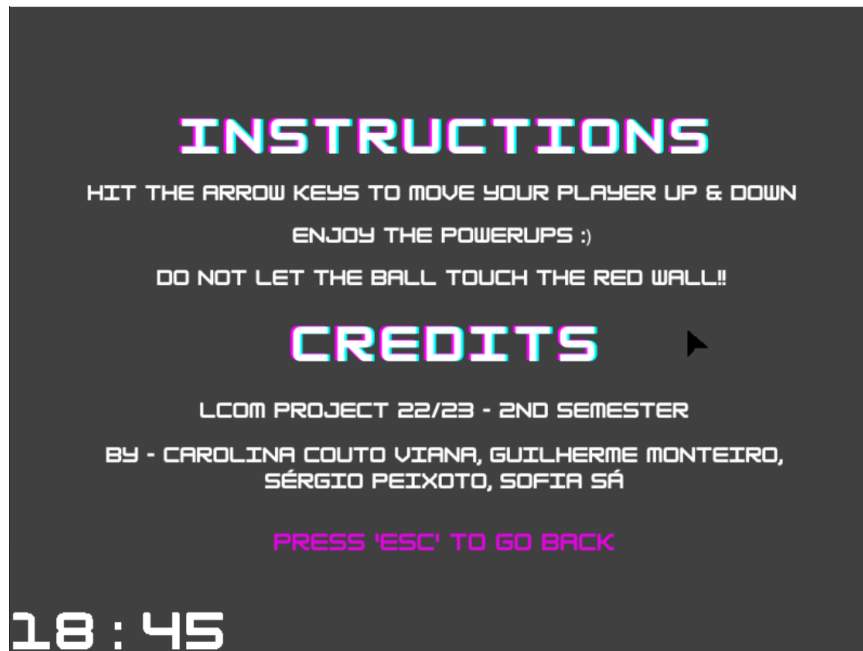 INSTRUCTIONS
HIT THE ARROW KEYS TO MOVE YOUR PLAYER UP & DOWN
ENJOY THE POWERUPS :)
DO NOT LET THE BALL TOUCH THE RED WALL!!
CREDITS
LCOM PROJECT 22/23 - 2ND SEMESTER
BY - CAROLINA COUTO VIANA, GUILHERME MONTEIRO,
SÉRGIO PEIXOTO, SOFIA SÁ
PRESS 'ESC' TO GO BACK
18:45